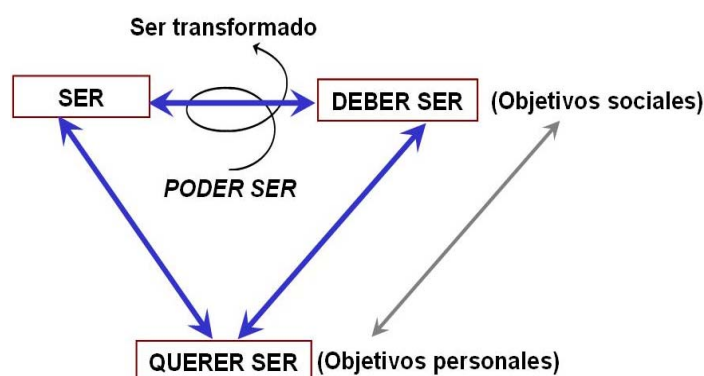 Ser transformado
SER
DEBER SER (Objetivos sociales)
PODER SER
QUERER SER (Objetivos personales)